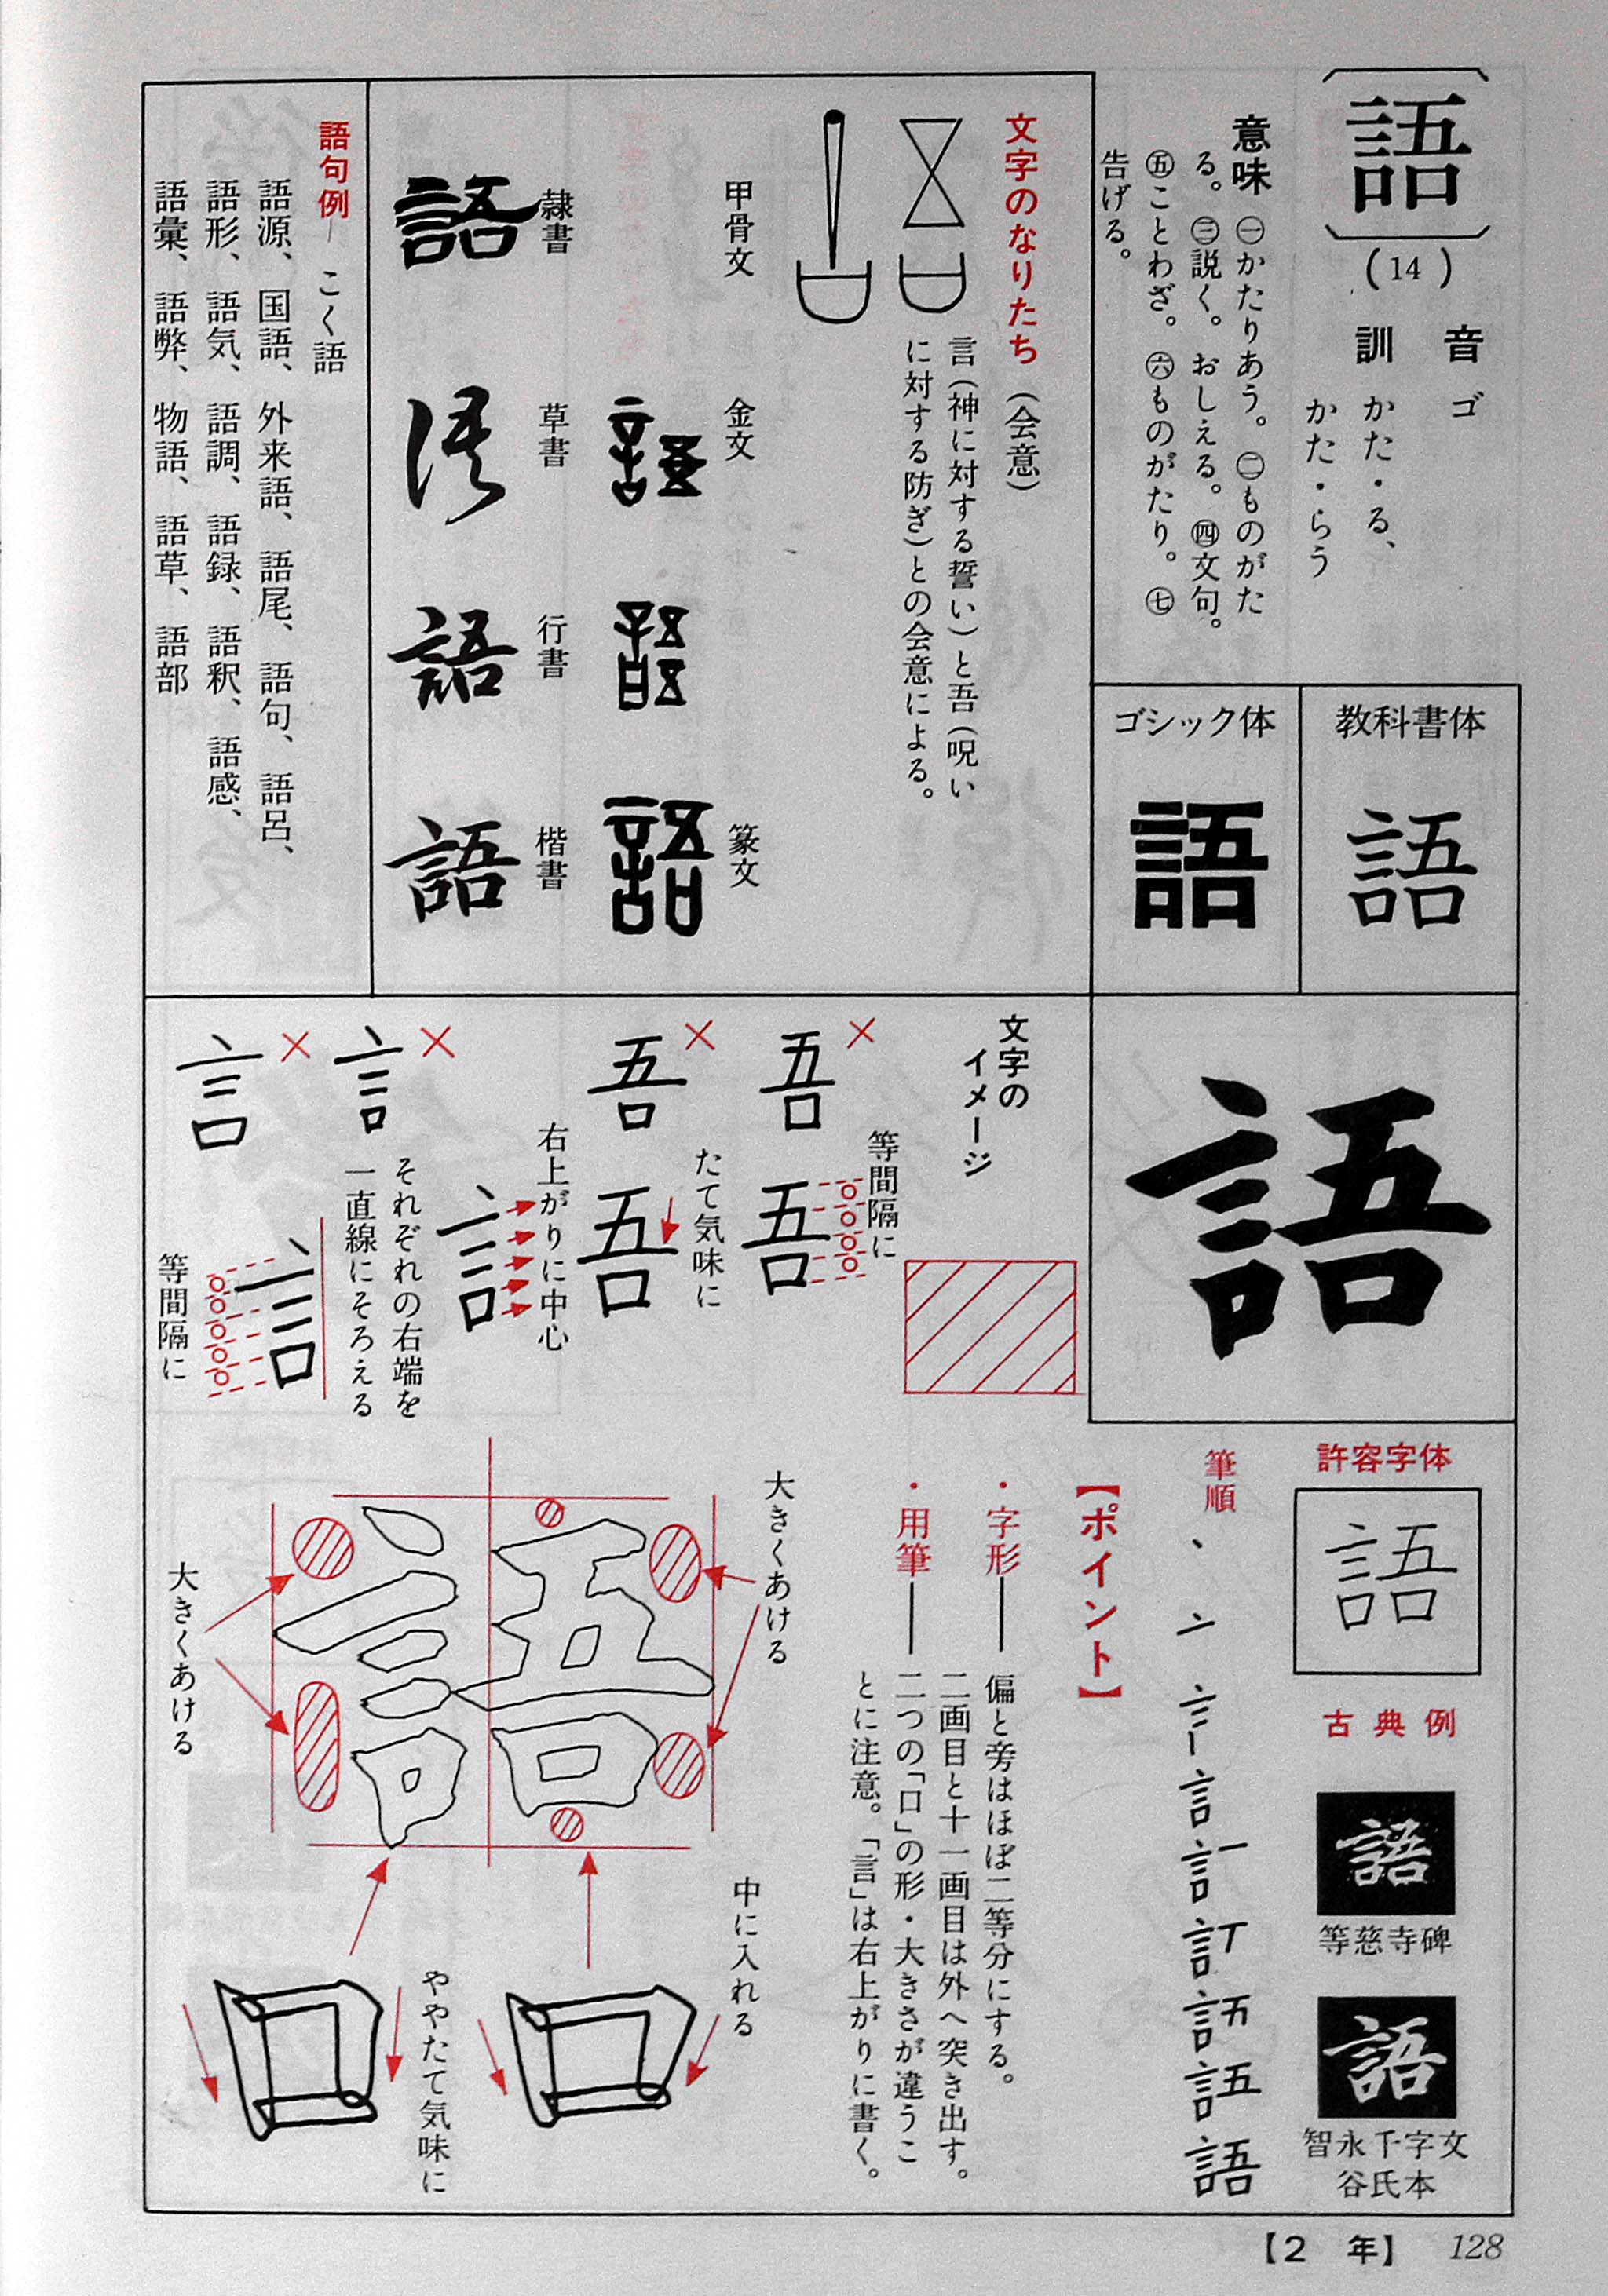 語
(14)
音 ゴ
訓 かた・る、
かた・らう
意味 ㊀かたりあう。㊁ものがた
る。㊂説く。おしえる。㊃文句。
㊄ことわざ。㊅ものがたり。㊆
告げる。
教科書体
語
ゴシック体
語
語
文字のなりたち（会意）
言（神に対する誓い）と吾（呪い
に対する防ぎ）との会意による。
甲骨文
金文
篆文
隷書
語
草書
語
行書
語
楷書
語
語句例― こく語
語源、国語、外来語、語尾、語句、語呂、
語形、語気、語調、語録、語釈、語感、
語彙、語弊、物語、語草、語部
文字の
イメージ
× 吾
等間隔に
吾
× 吾
たて気味に
吾
右上がりに中心
言
× 言
それぞれの右端を
一直線にそろえる
× 言
言
等間隔に
許容字体
語
古典例
語
等慈寺碑
語
智永千字文
谷氏本
筆順
語
【ポイント】
・字形――偏と旁はほぼ二等分にする。
二画目と十一画目は外へ突き出す。
・用筆――二つの「口」の形・大きさが違うこ
とに注意。「言」は右上がりに書く。
大きくあける
大きくあける
中に入れる
ややたて気味に
【2 年】 128